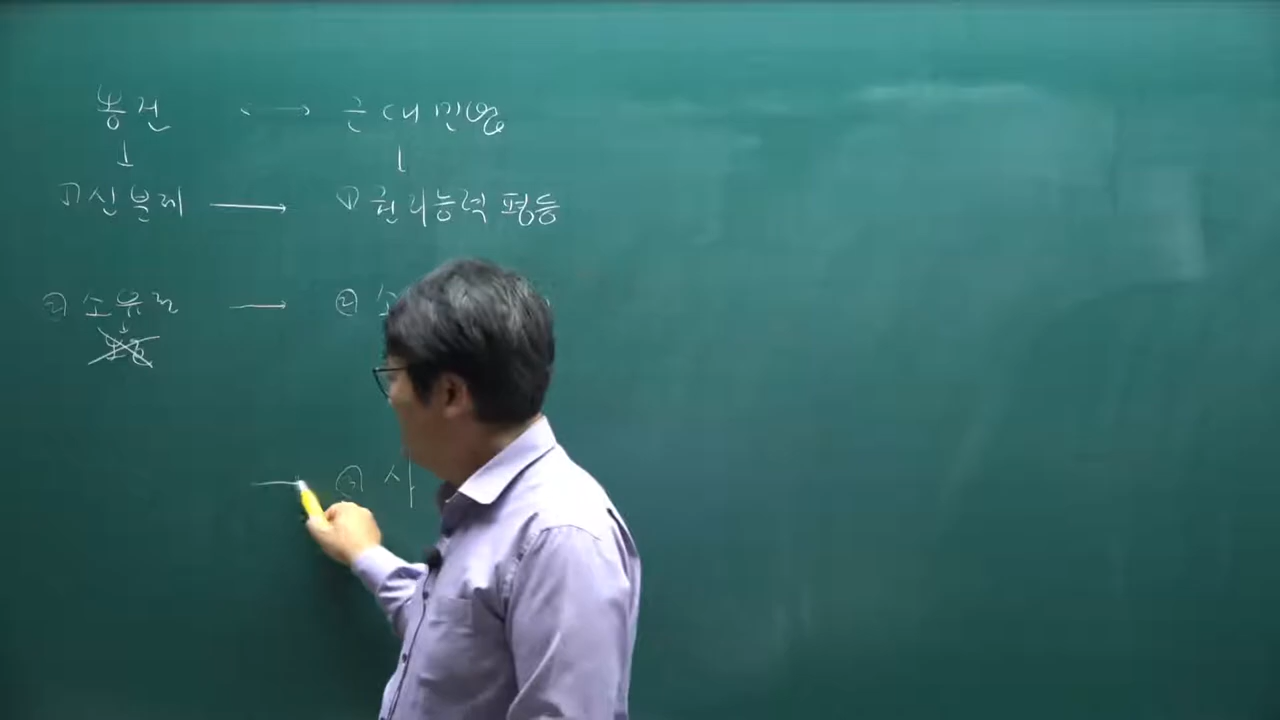 봉건 ←→ 근대민법
↓
① 신분제 → ① 권리능력 평등
② 소유권 → ② 소
③ 사